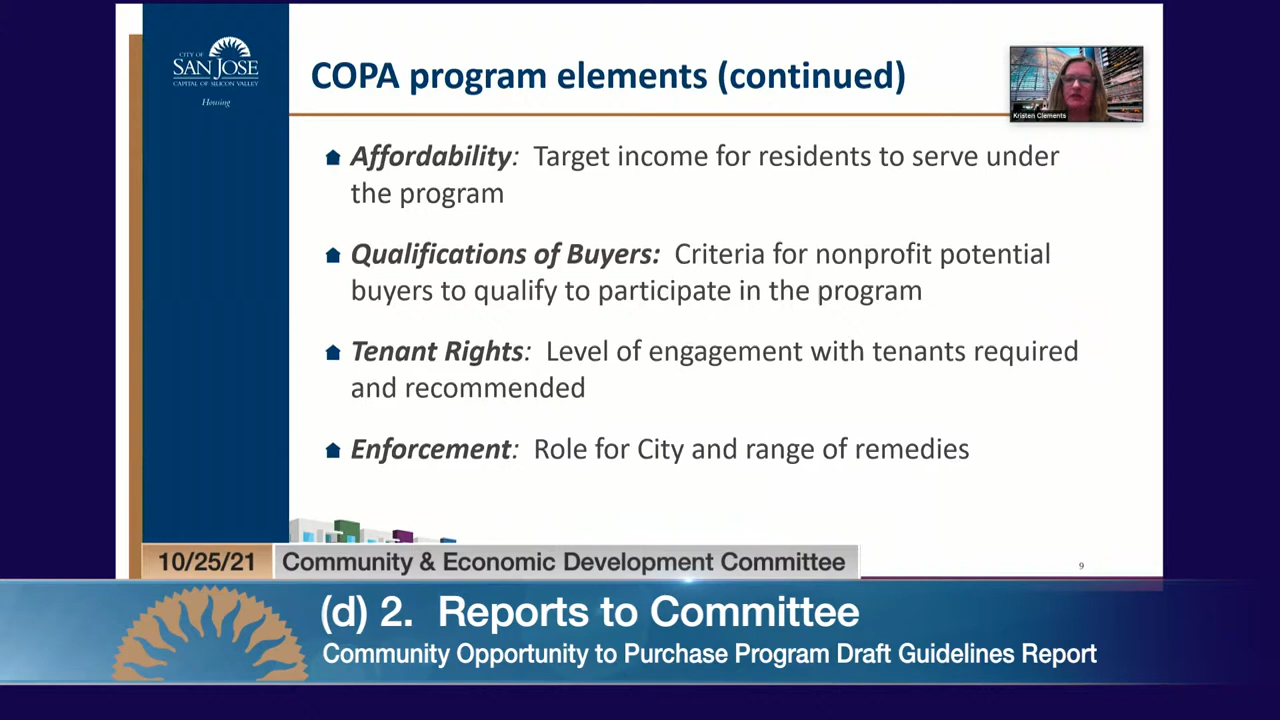 CITY OF
SAN JOSE
CAPITAL OF SILICON VALLEY
Housing
COPA program elements (continued)
Kristen Clements
Affordability: Target income for residents to serve under
the program
Qualifications of Buyers: Criteria for nonprofit potential
buyers to qualify to participate in the program
Tenant Rights: Level of engagement with tenants required
and recommended
Enforcement: Role for City and range of remedies
10/25/21
Community & Economic Development Committee
9
(d) 2. Reports to Committee
Community Opportunity to Purchase Program Draft Guidelines Report